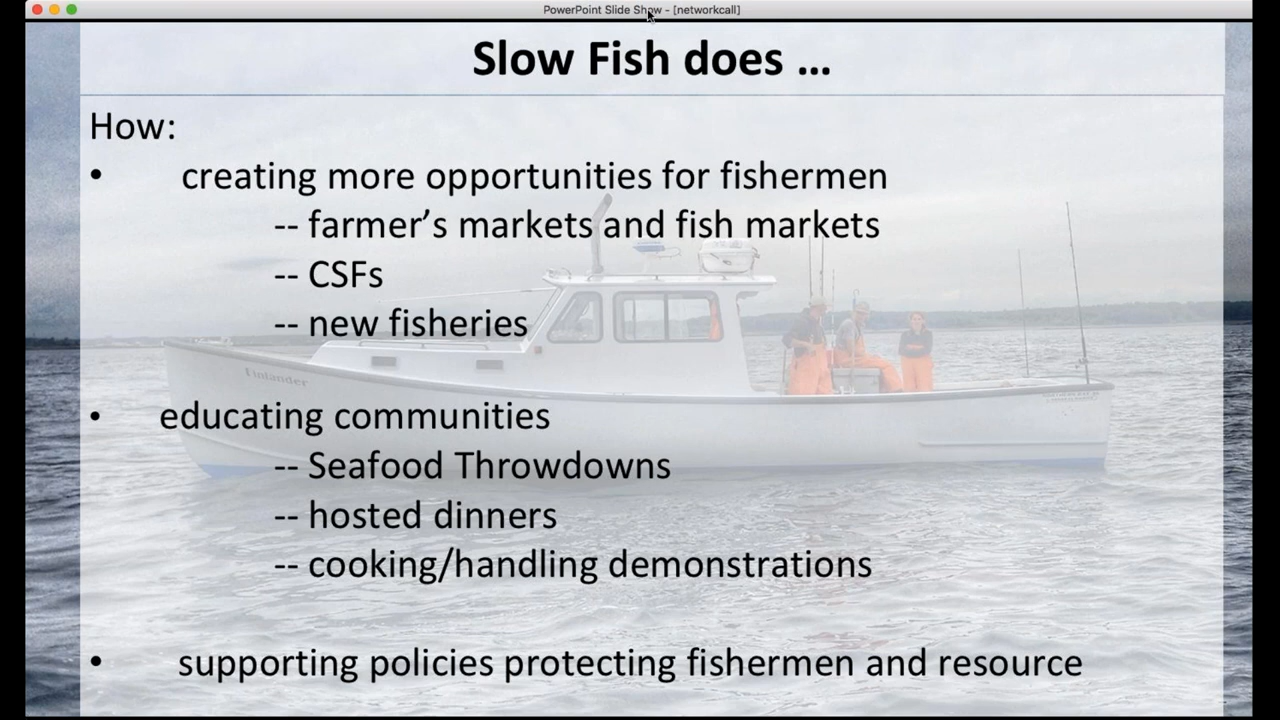 PowerPoint Slide Show - [networkcall]
Slow Fish does ...
How:
• creating more opportunities for fishermen
-- farmer’s markets and fish markets
-- CSFs
-- new fisheries
Finlander
• educating communities
-- Seafood Throwdowns
-- hosted dinners
-- cooking/handling demonstrations
• supporting policies protecting fishermen and resource